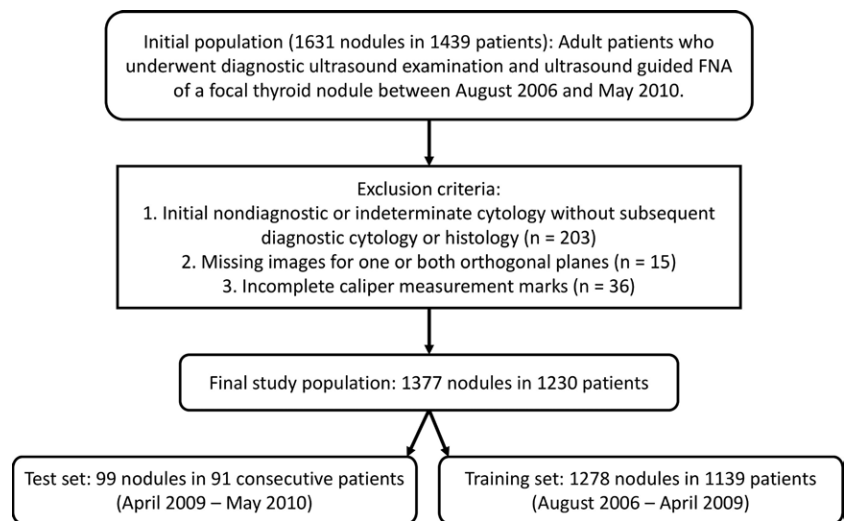 Initial population (1631 nodules in 1439 patients): Adult patients who
underwent diagnostic ultrasound examination and ultrasound guided FNA
of a focal thyroid nodule between August 2006 and May 2010.
Exclusion criteria:
1. Initial nondiagnostic or indeterminate cytology without subsequent
diagnostic cytology or histology (n = 203)
2. Missing images for one or both orthogonal planes (n = 15)
3. Incomplete caliper measurement marks (n = 36)
Final study population: 1377 nodules in 1230 patients
Test set: 99 nodules in 91 consecutive patients
(April 2009 – May 2010)
Training set: 1278 nodules in 1139 patients
(August 2006 – April 2009)